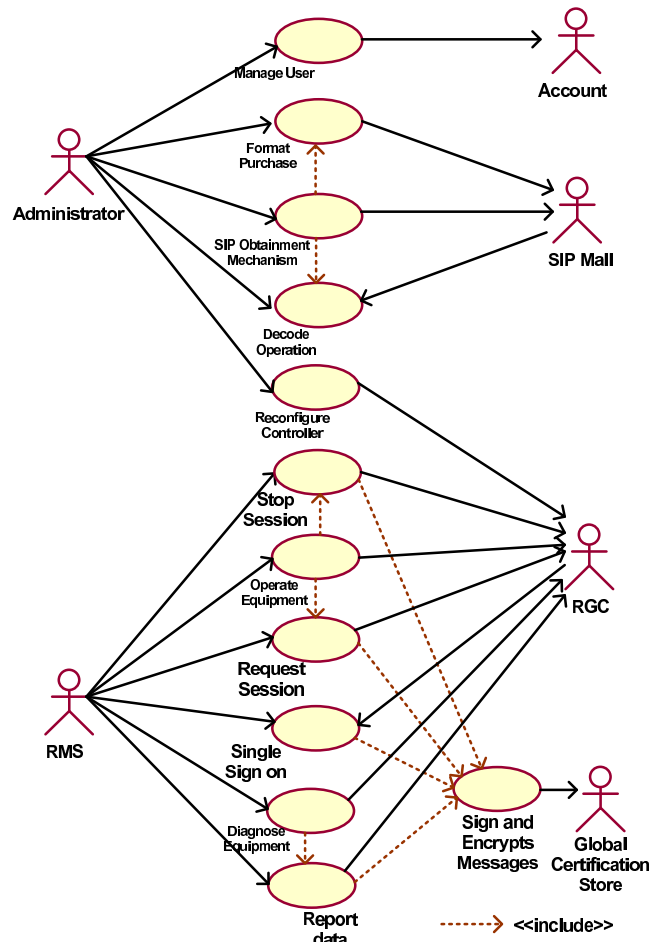 Manage User
Account
Format
Purchase
Administrator
SIP Obtainment
Mechanism
SIP Mall
Decode
Operation
Reconfigure
Controller
Stop
Session
Operate
Equipment
RGC
Request
Session
RMS
Single
Sign on
Diagnose
Equipment
Sign and
Encrypts
Messages
Global
Certification
Store
Report
data
<<include>>